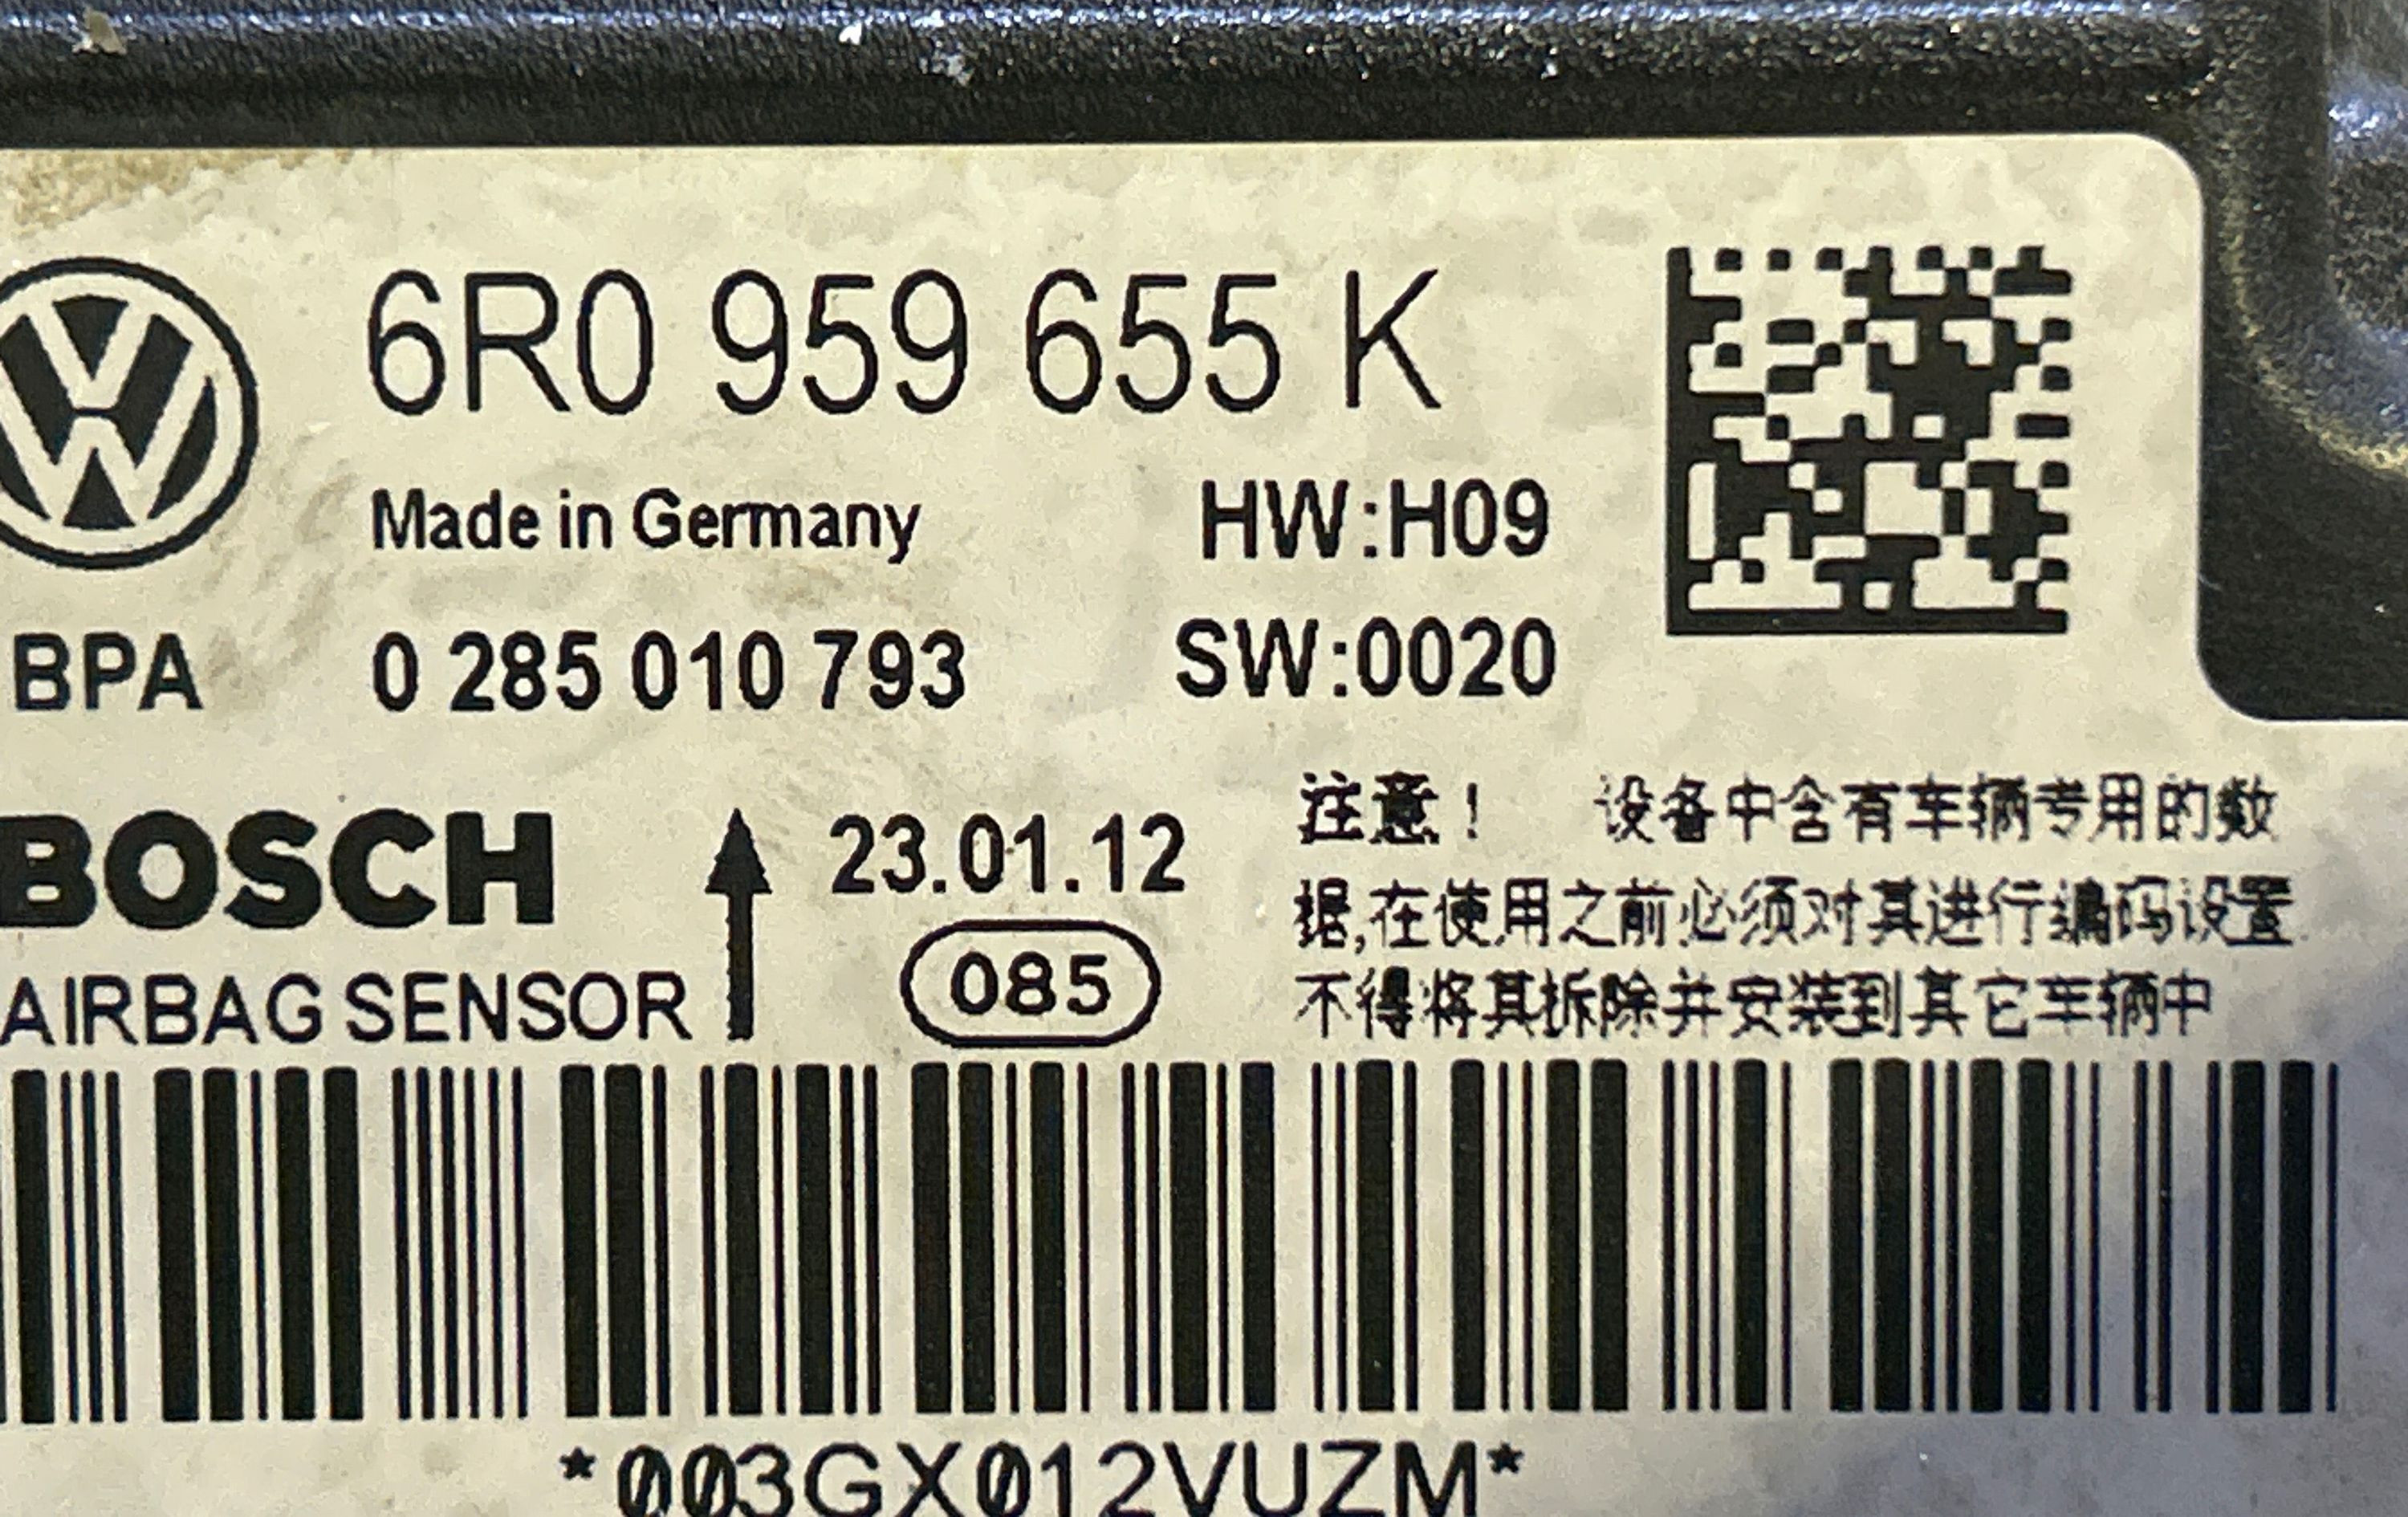 6R0 959 655 K
Made in Germany HW:H09
BPA 0 285 010 793 SW:0020
BOSCH 23.01.12
085
AIRBAG SENSOR
注意! 设备中含有车辆专用的数
据,在使用之前必须对其进行编码设置
不得将其拆除并安装到其它车辆中
*003GX012VUZM*